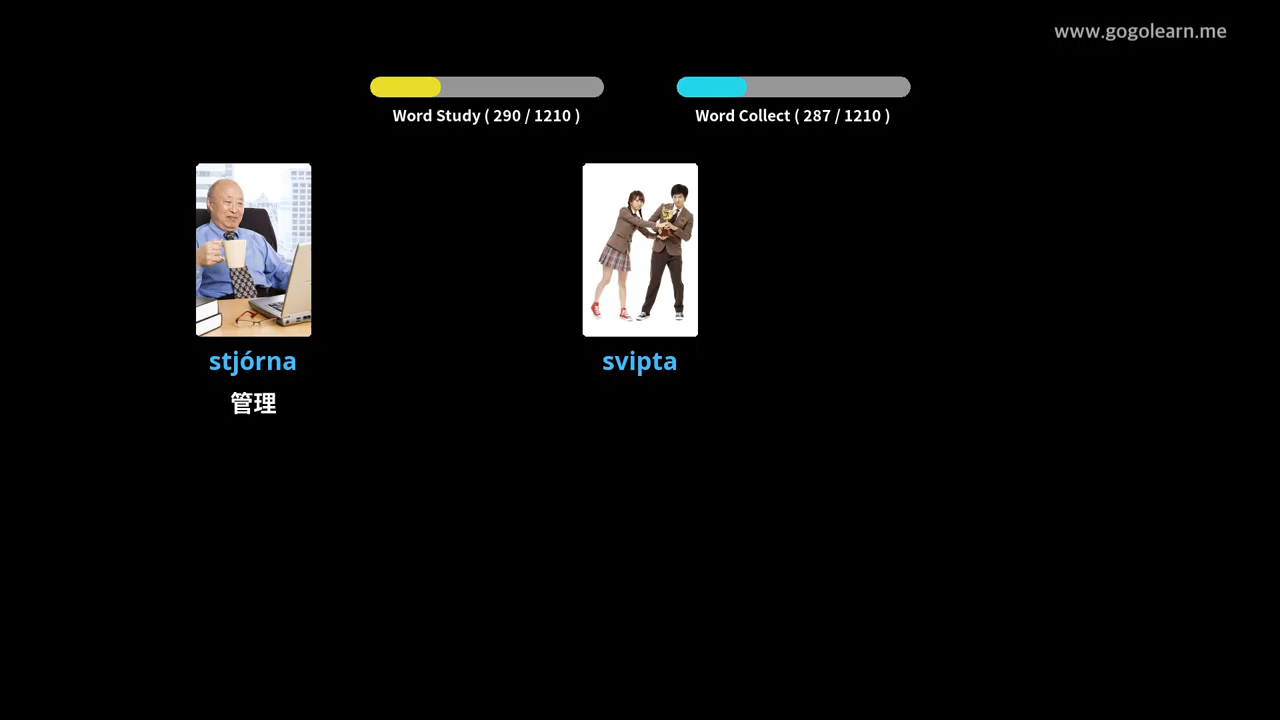 www.gogolearn.me
Word Study ( 290 / 1210 )
Word Collect ( 287 / 1210 )
stjórna
svipta
管理